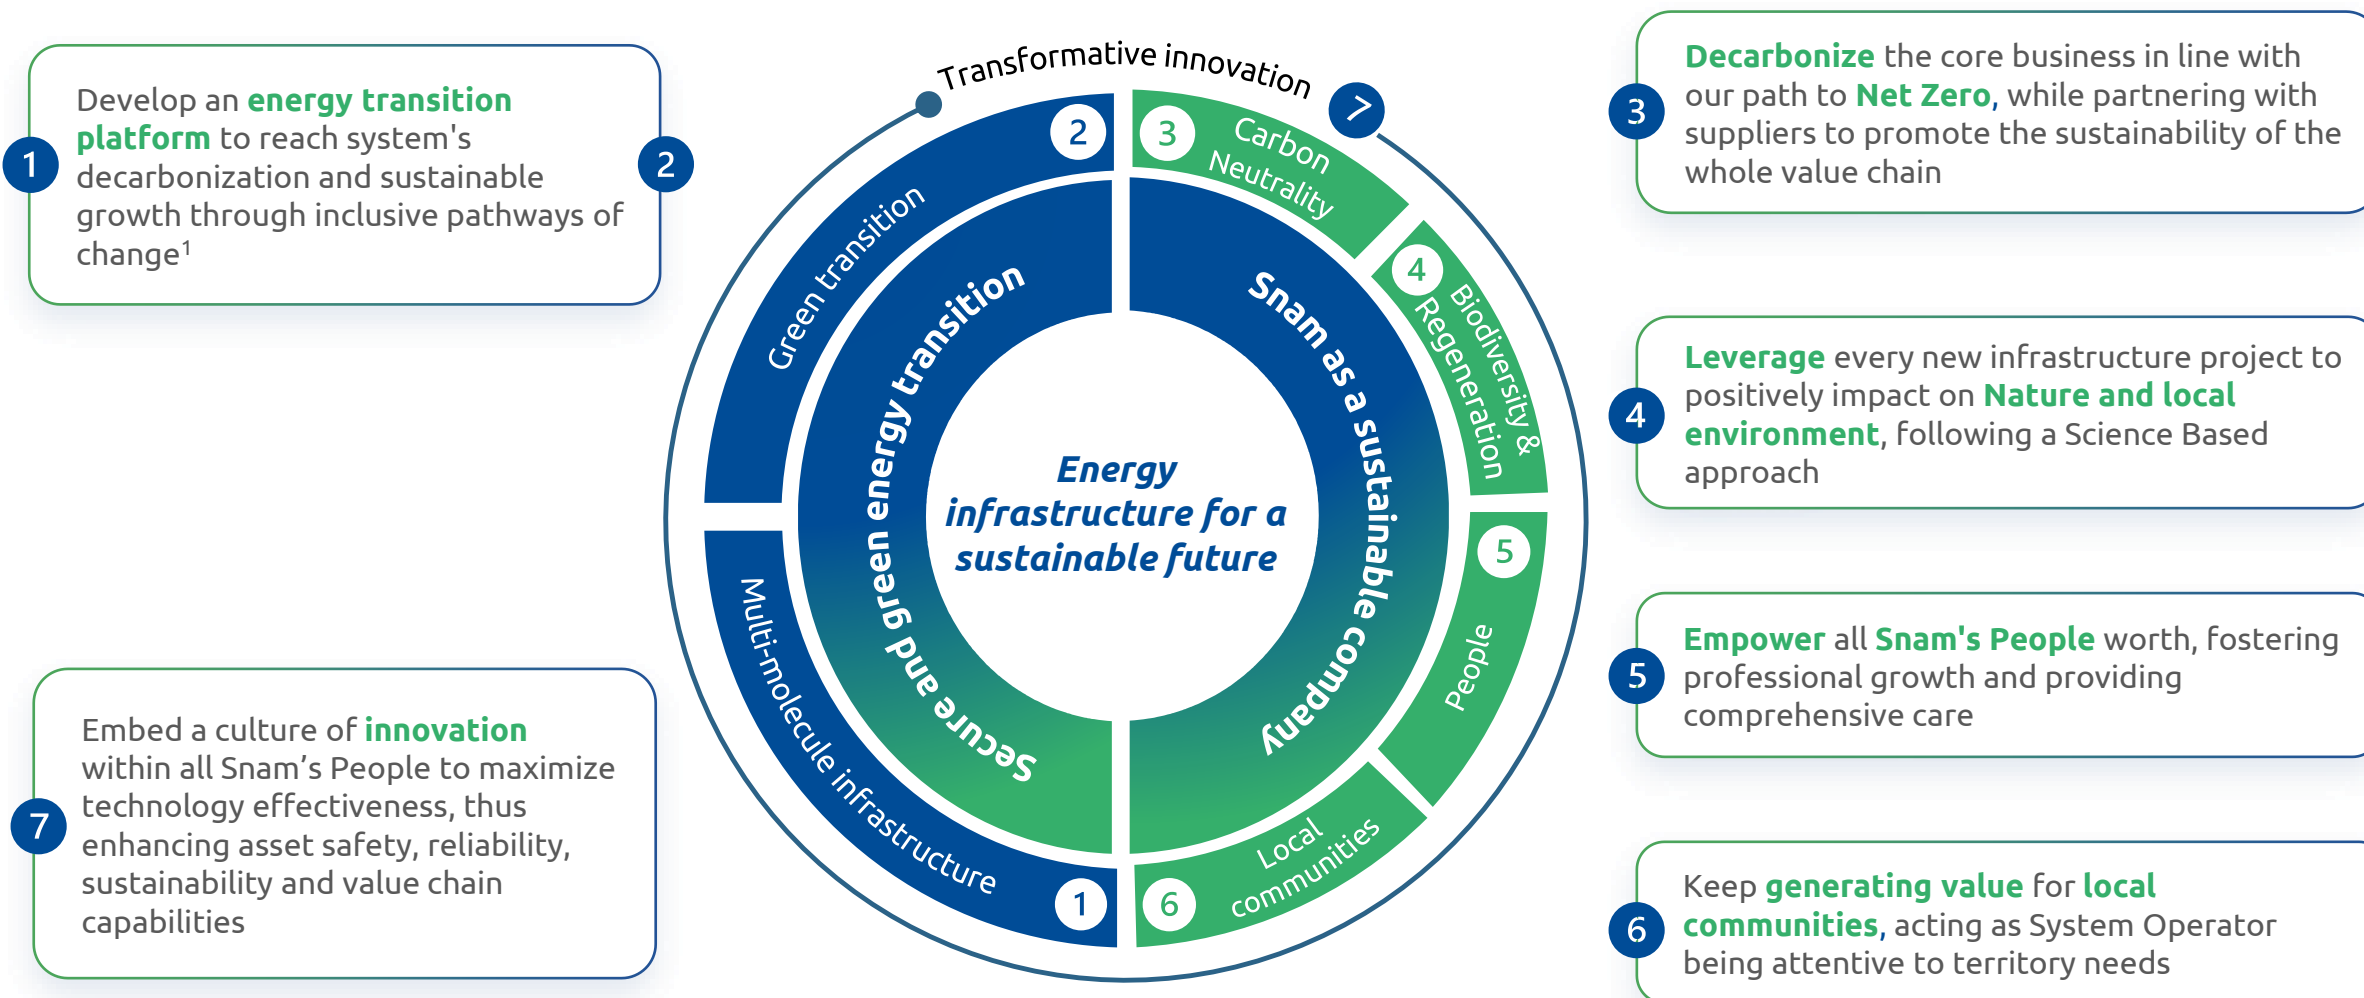 1
Develop an energy transition
platform to reach system's
decarbonization and sustainable
growth through inclusive pathways of
change¹
2
7
Embed a culture of innovation
within all Snam’s People to maximize
technology effectiveness, thus
enhancing asset safety, reliability,
sustainability and value chain
capabilities
Transformative innovation
7
2
Green transition
Multi-molecule infrastructure
1
Secure and green energy transition
Energy
infrastructure for a
sustainable future
Snam as a sustainable company
3
Carbon
Neutrality
4
Biodiversity &
Regeneration
5
People
6
Local
communities
3
Decarbonize the core business in line with
our path to Net Zero, while partnering with
suppliers to promote the sustainability of the
whole value chain
4
Leverage every new infrastructure project to
positively impact on Nature and local
environment, following a Science Based
approach
5
Empower all Snam's People worth, fostering
professional growth and providing
comprehensive care
6
Keep generating value for local
communities, acting as System Operator
being attentive to territory needs